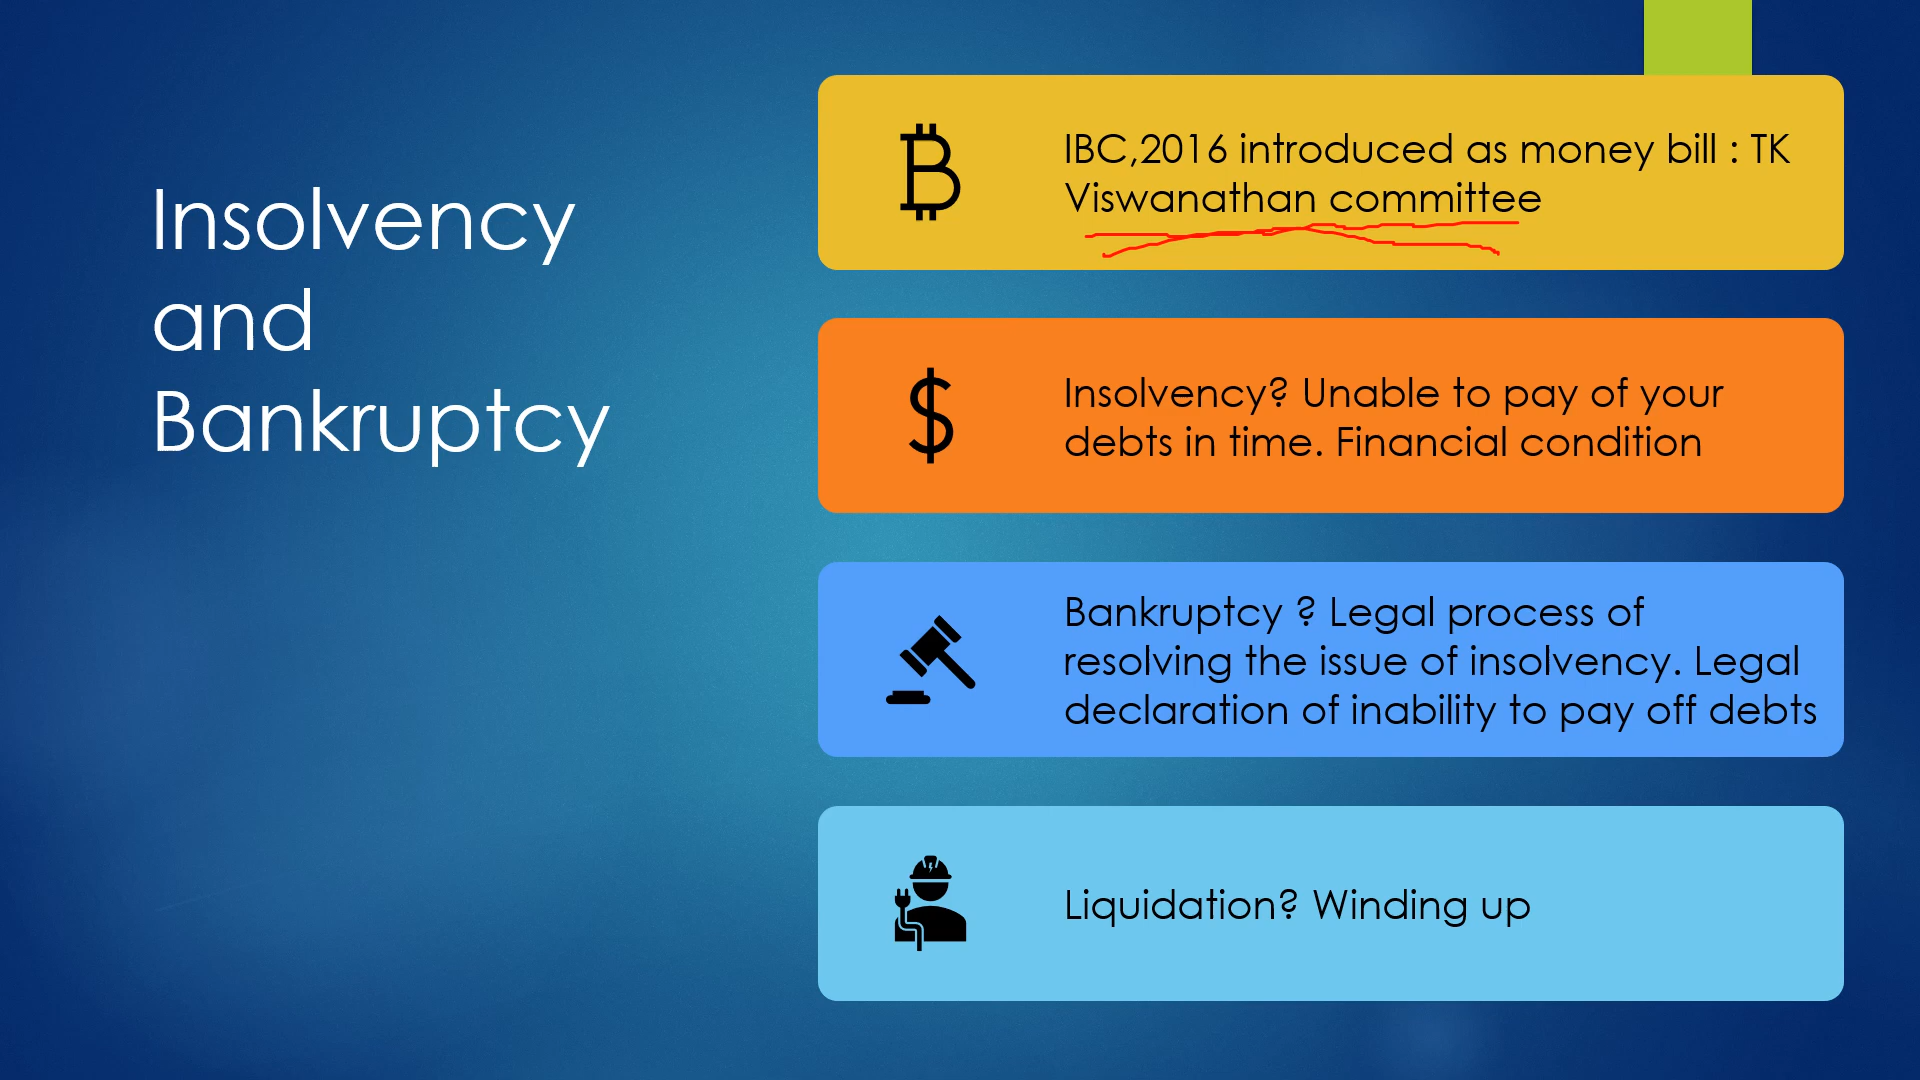 Insolvency
and
Bankruptcy
IBC,2016 introduced as money bill : TK
Viswanathan committee
Insolvency? Unable to pay of your
debts in time. Financial condition
Bankruptcy ? Legal process of
resolving the issue of insolvency. Legal
declaration of inability to pay off debts
Liquidation? Winding up